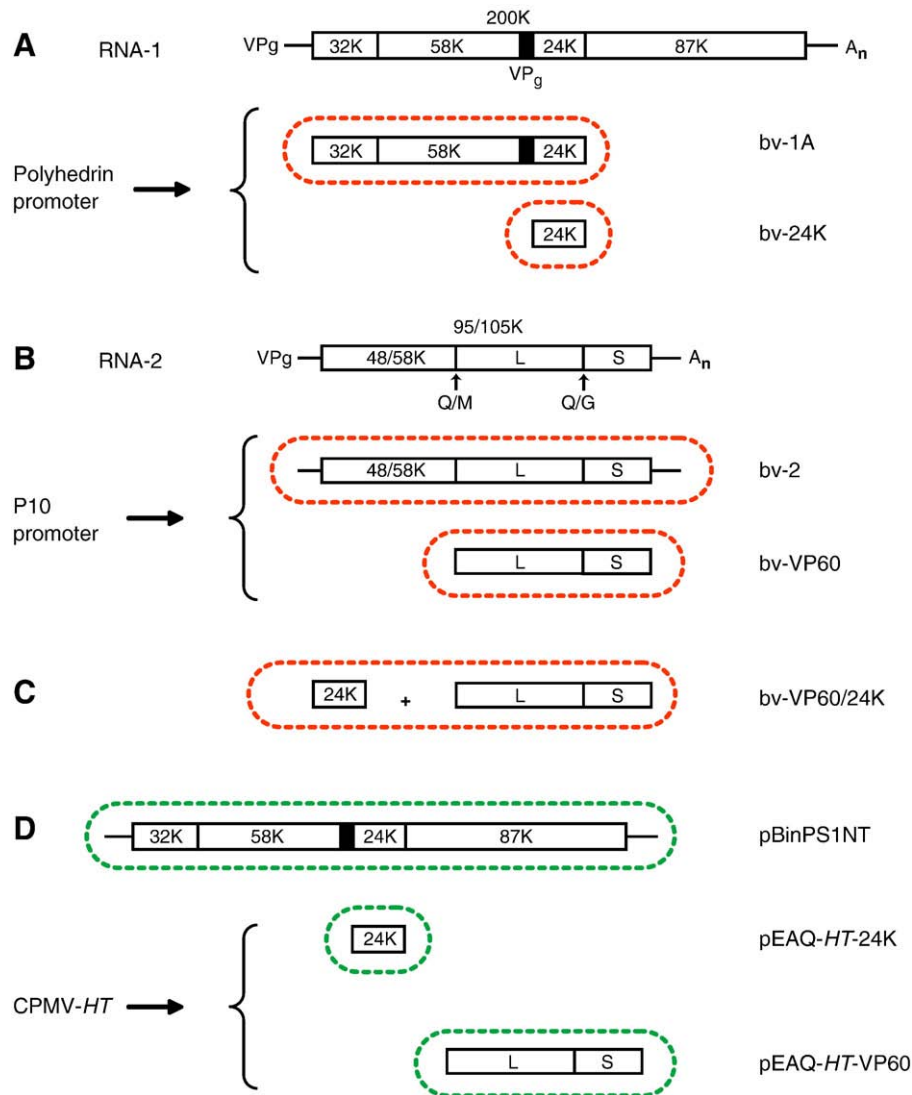 200K
A RNA-1 VPg 32K 58K 24K 87K An
VPg
32K 58K 24K bv-1A
Polyhedrin
promoter
24K bv-24K
95/105K
B RNA-2 VPg 48/58K L S An
Q/M Q/G
48/58K L S bv-2
P10
promoter
L S bv-VP60
C 24K + L S bv-VP60/24K
D 32K 58K 24K 87K pBinPS1NT
24K pEAQ-HT-24K
CPMV-HT
L S pEAQ-HT-VP60